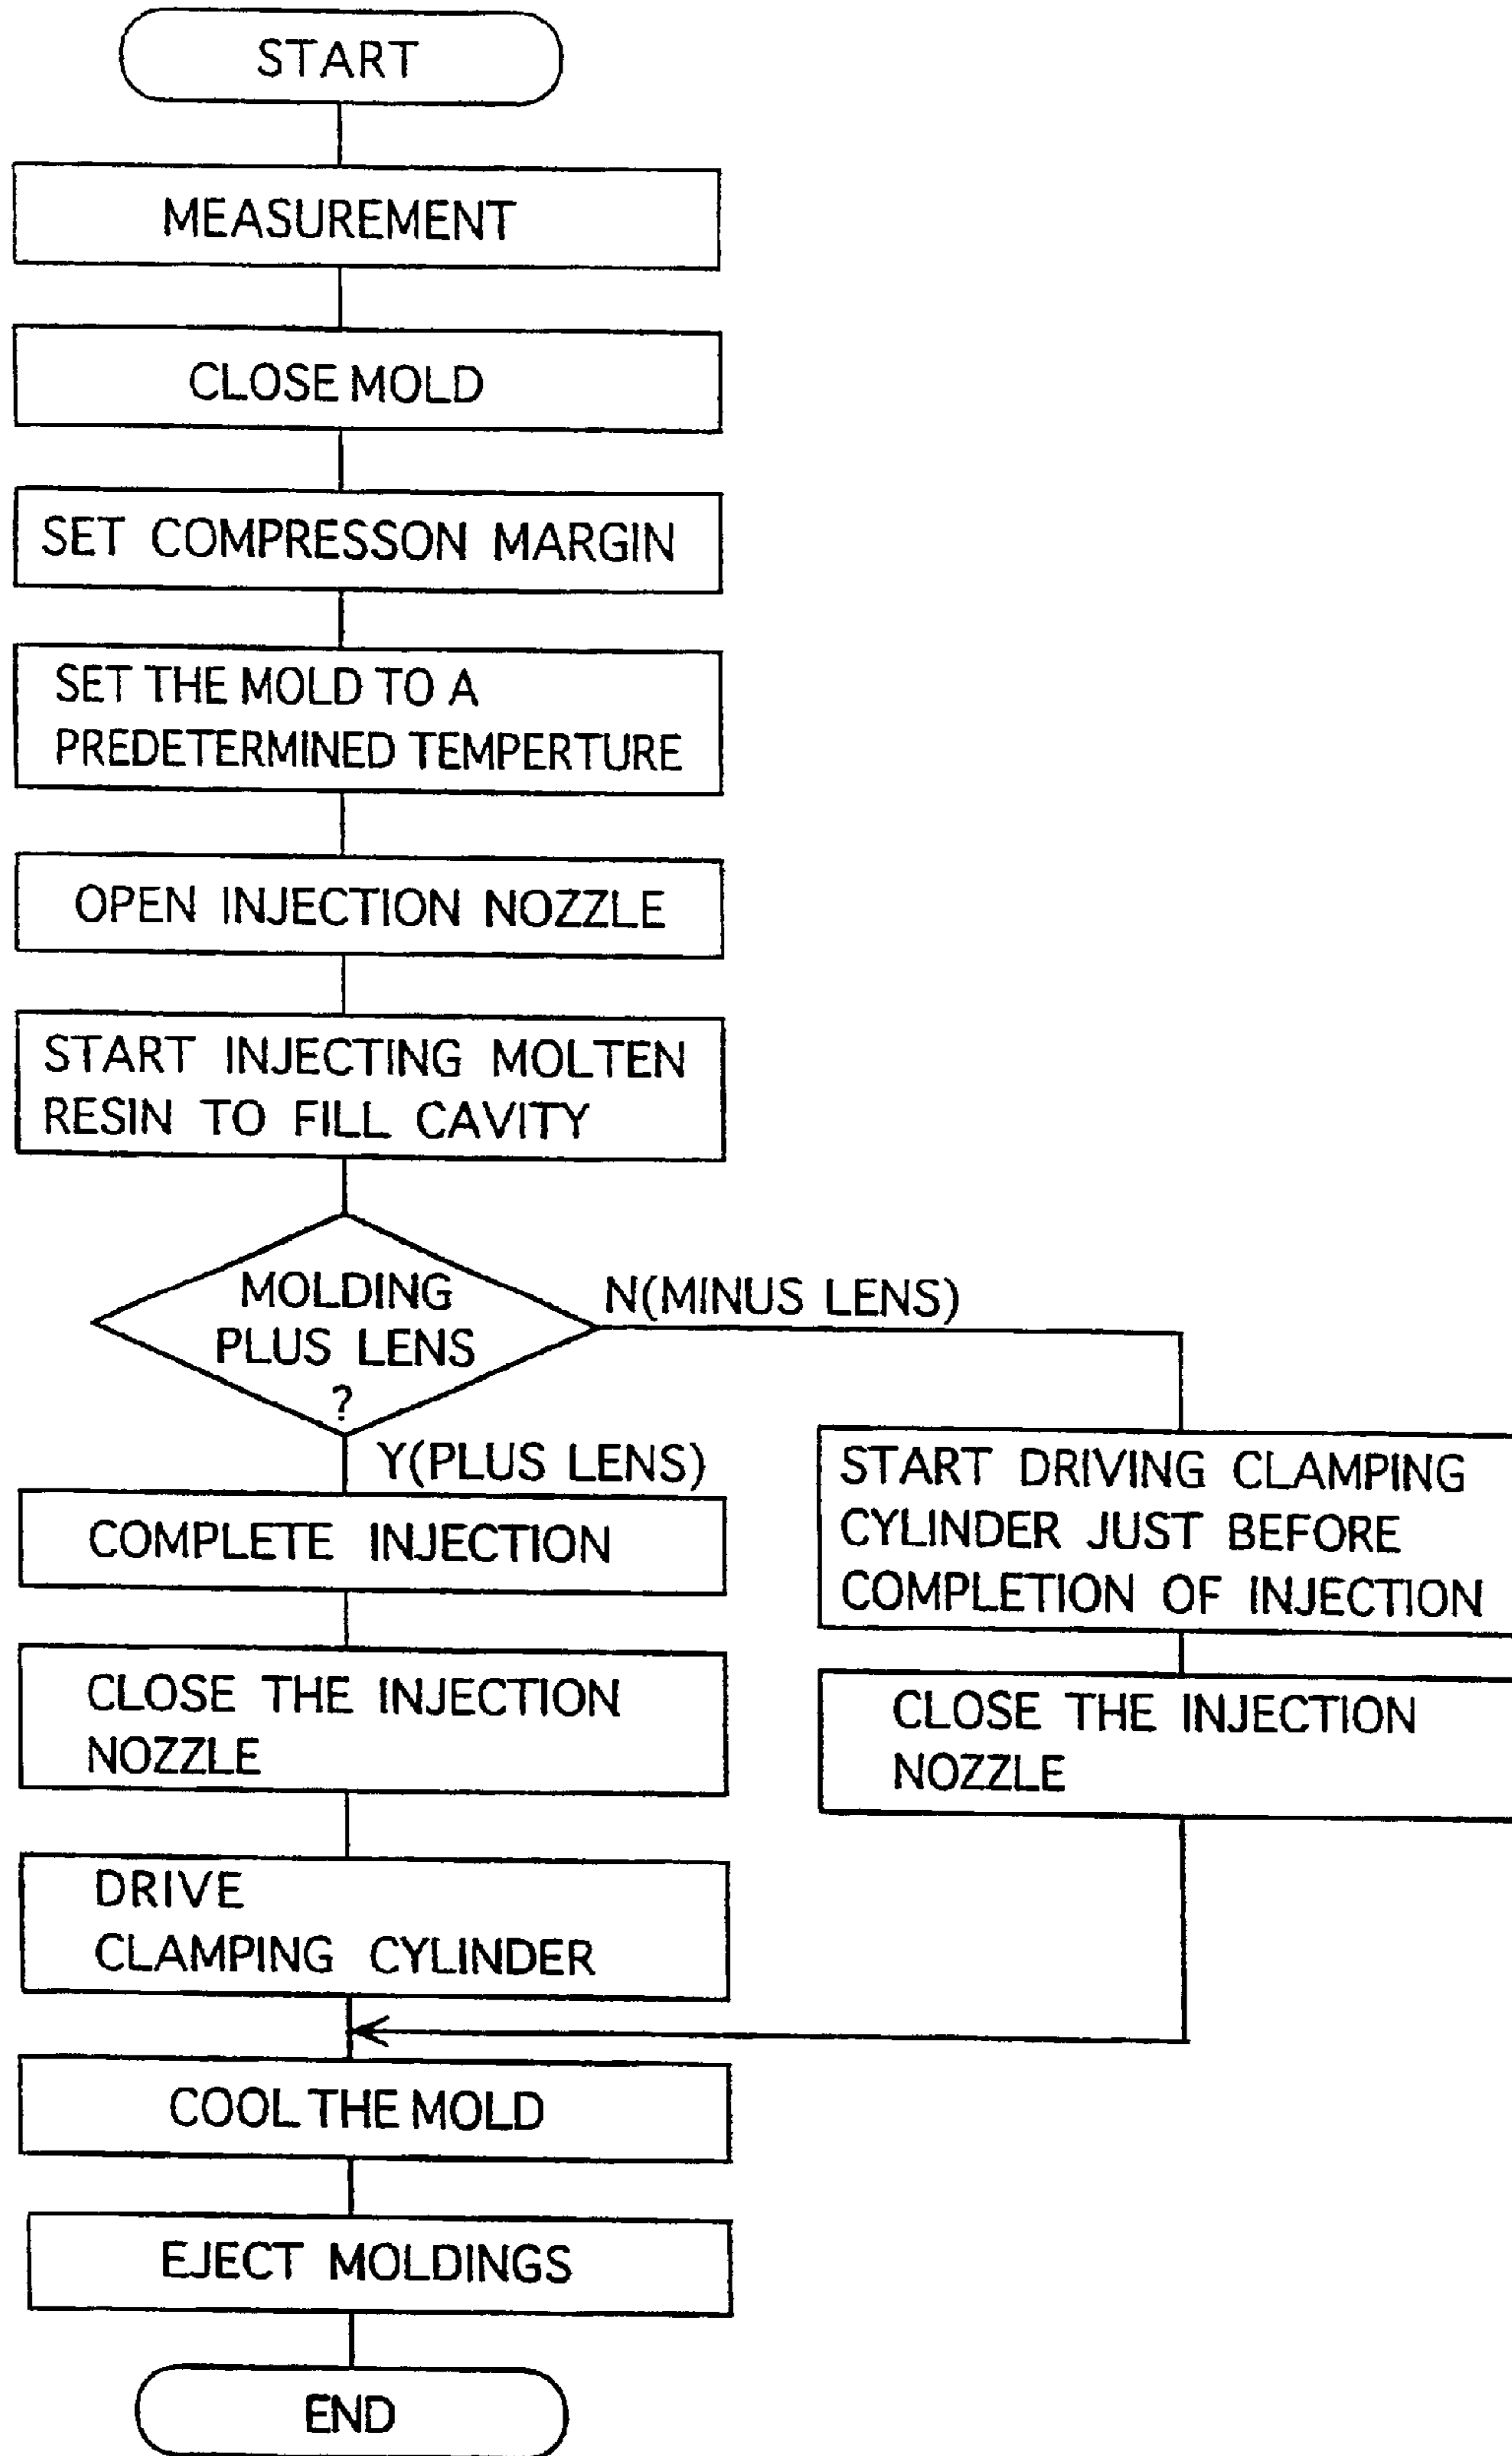 START
MEASUREMENT
CLOSE MOLD
SET COMPRESSON MARGIN
SET THE MOLD TO A
PREDETERMINED TEMPERTURE
OPEN INJECTION NOZZLE
START INJECTING MOLTEN
RESIN TO FILL CAVITY
MOLDING
PLUS LENS
?
N(MINUS LENS)
Y(PLUS LENS)
COMPLETE INJECTION
CLOSE THE INJECTION
NOZZLE
DRIVE
CLAMPING CYLINDER
START DRIVING CLAMPING
CYLINDER JUST BEFORE
COMPLETION OF INJECTION
CLOSE THE INJECTION
NOZZLE
COOL THE MOLD
EJECT MOLDINGS
END